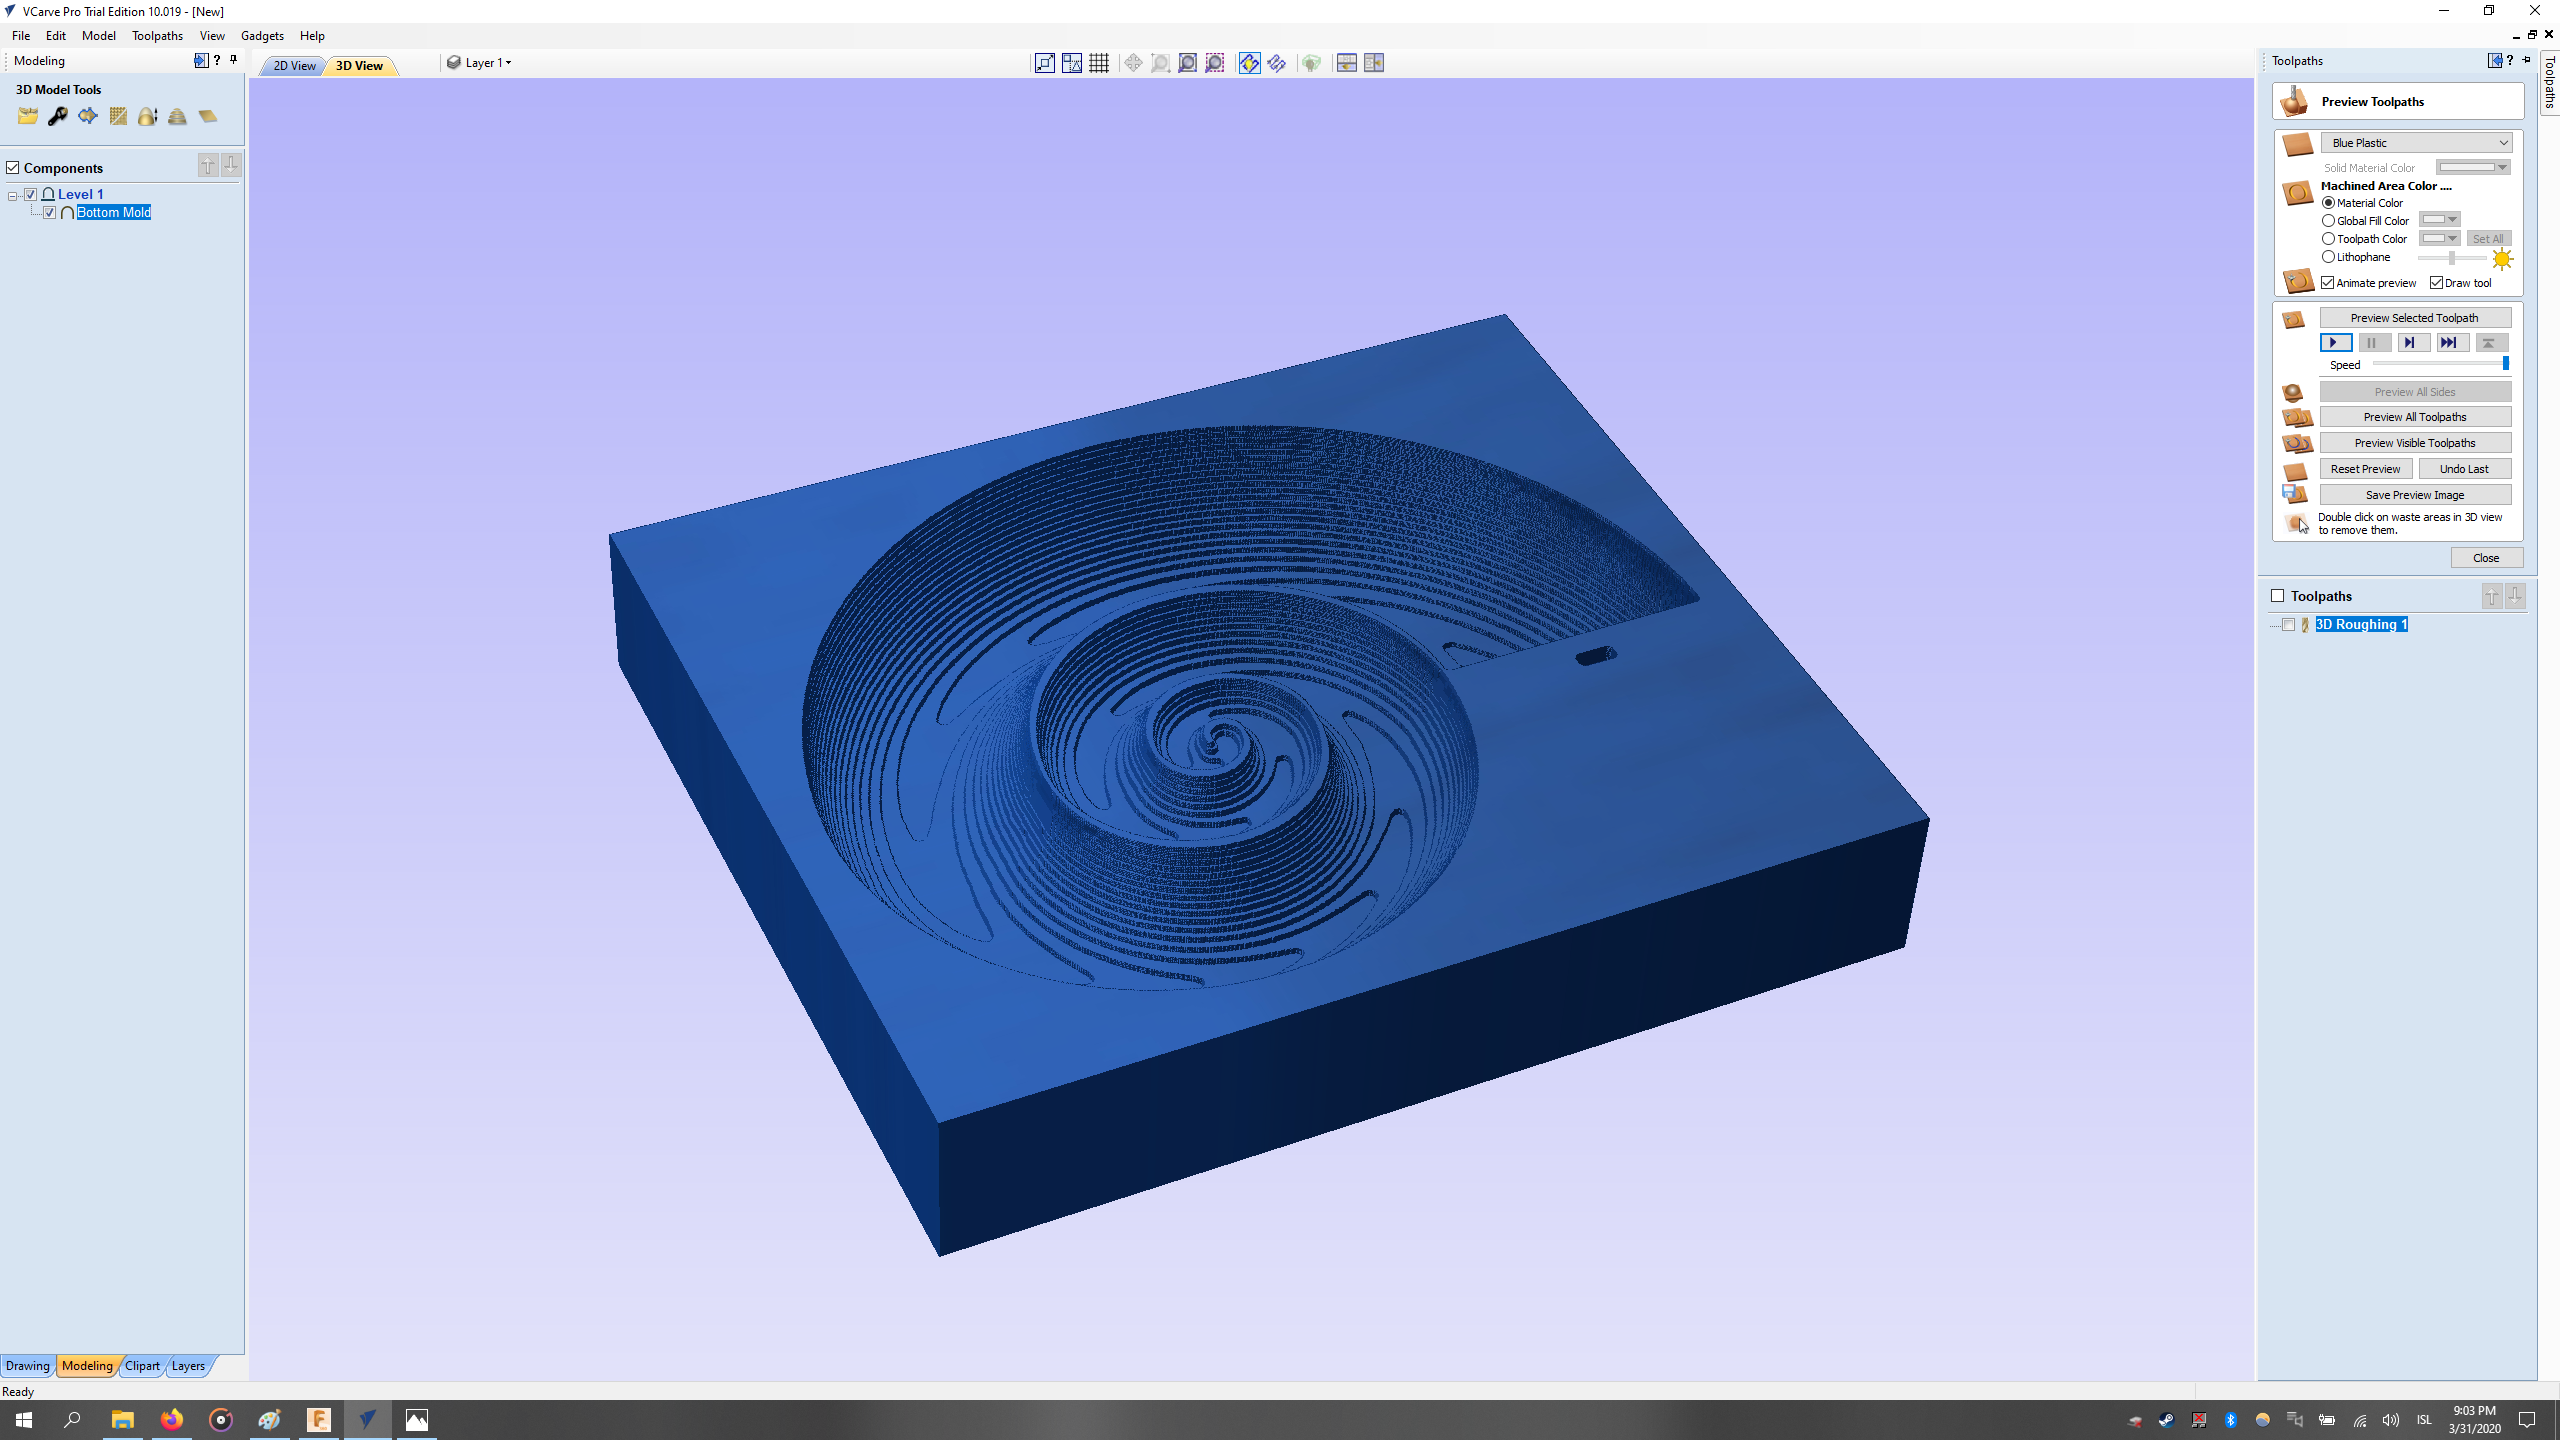 VCarve Pro Trial Edition 10.019 - [New]
File Edit Model Toolpaths View Gadgets Help
Modeling
?
2D View
3D View
Layer 1
Toolpaths
?
Toolpaths
3D Model Tools
Components
Level 1
Bottom Mold
Preview Toolpaths
Blue Plastic
Solid Material Color
Machined Area Color ....
Material Color
Global Fill Color
Toolpath Color
Set All
Lithophane
Animate preview
Draw tool
Preview Selected Toolpath
Speed
Preview All Sides
Preview All Toolpaths
Preview Visible Toolpaths
Reset Preview
Undo Last
Save Preview Image
Double click on waste areas in 3D view
to remove them.
Close
Toolpaths
3D Roughing 1
Drawing
Modeling
Clipart
Layers
Ready
F
ISL
9:03 PM
3/31/2020